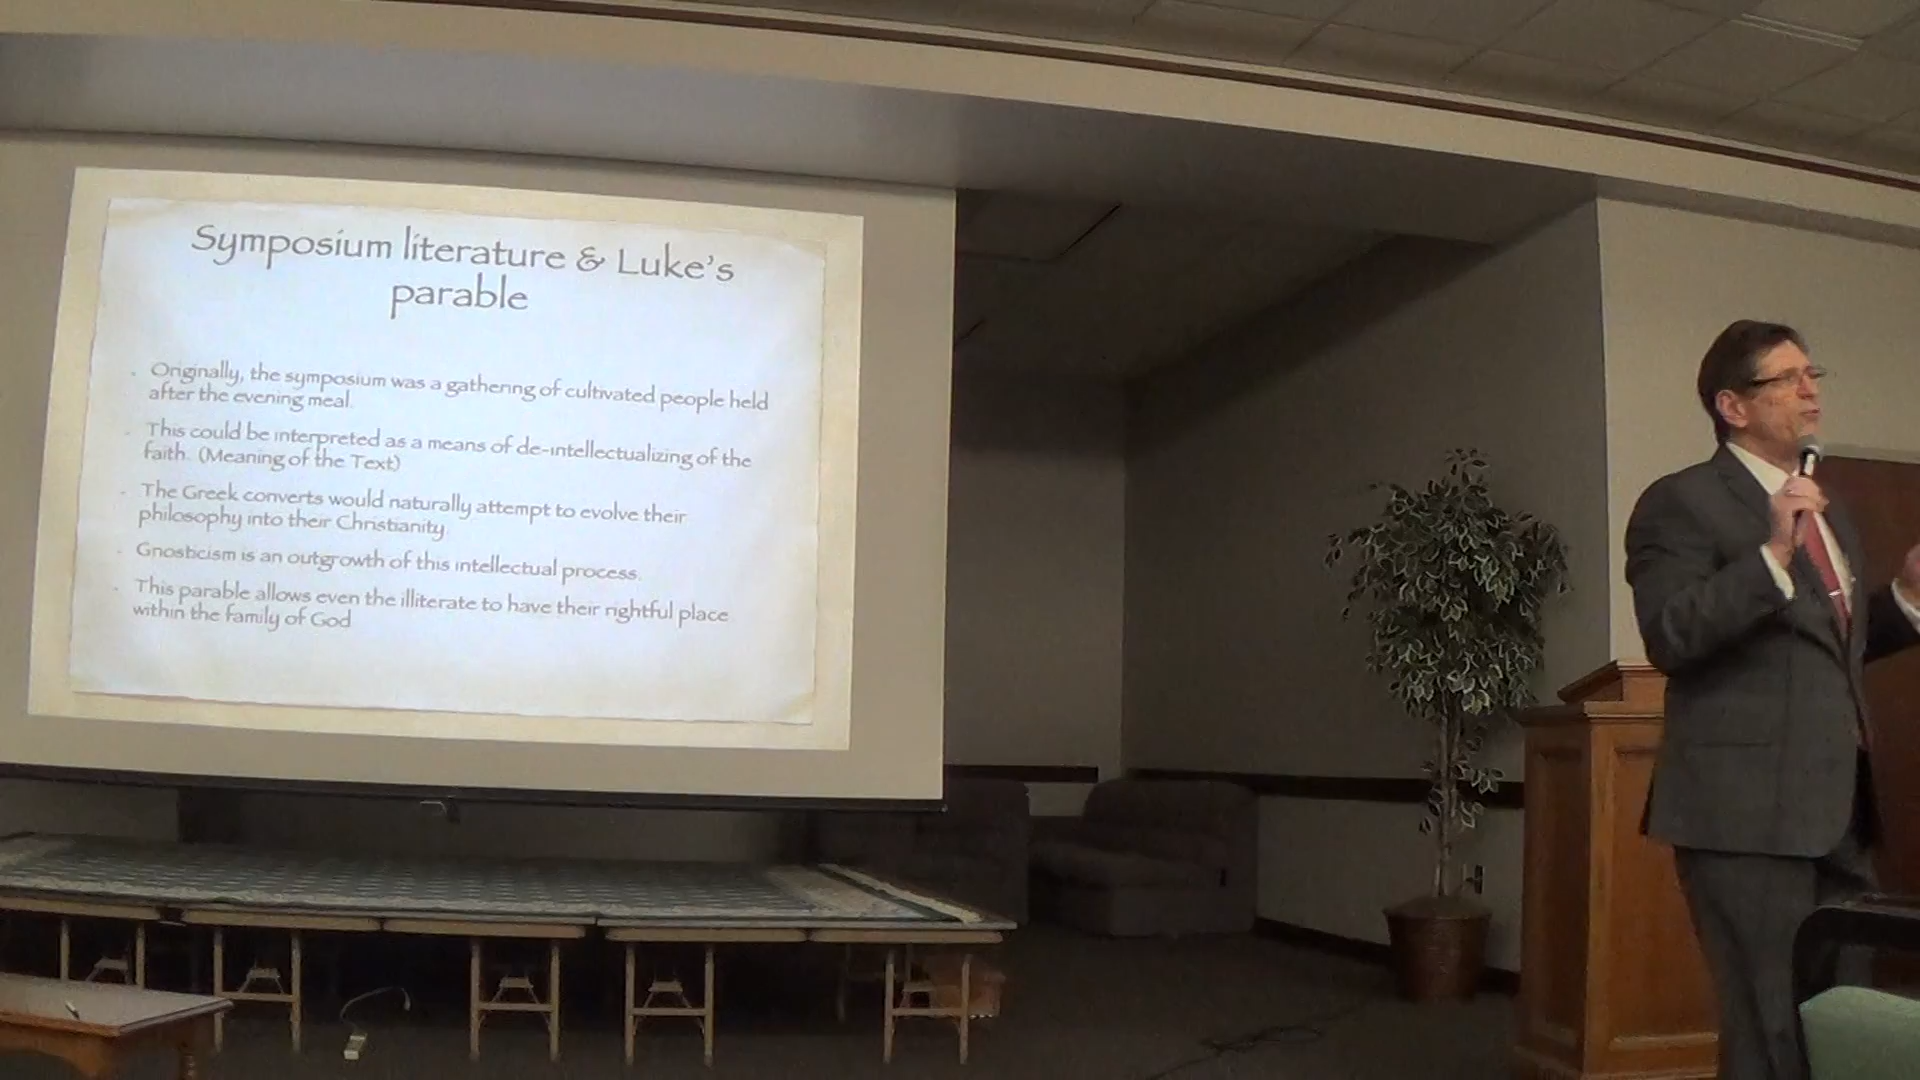 Symposium literature & Luke's
parable
Originally, the symposium was a gathering of cultivated people held
after the evening meal.
This could be interpreted as a means of de-intellectualizing of the
faith. (Meaning of the Text)
The Greek converts would naturally attempt to evolve their
philosophy into their Christianity.
Gnosticism is an outgrowth of this intellectual process.
This parable allows even the illiterate to have their rightful place
within the family of God